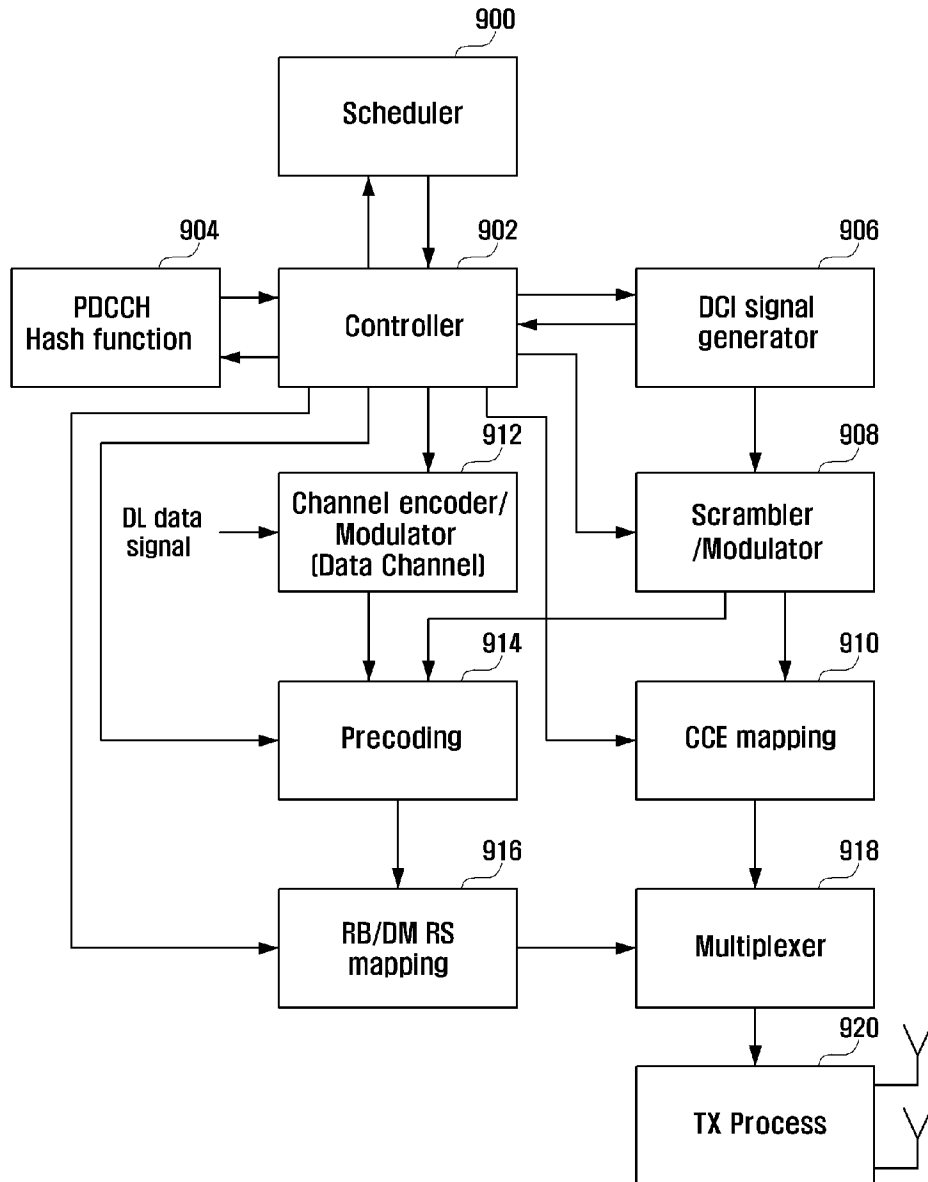 900
Scheduler
904
902
906
PDCCH
Hash function
Controller
DCI signal
generator
912
908
DL data
signal
Channel encoder/
Modulator
(Data Channel)
Scrambler
/Modulator
914
910
Precoding
CCE mapping
916
918
RB/DM RS
mapping
Multiplexer
920
TX Process